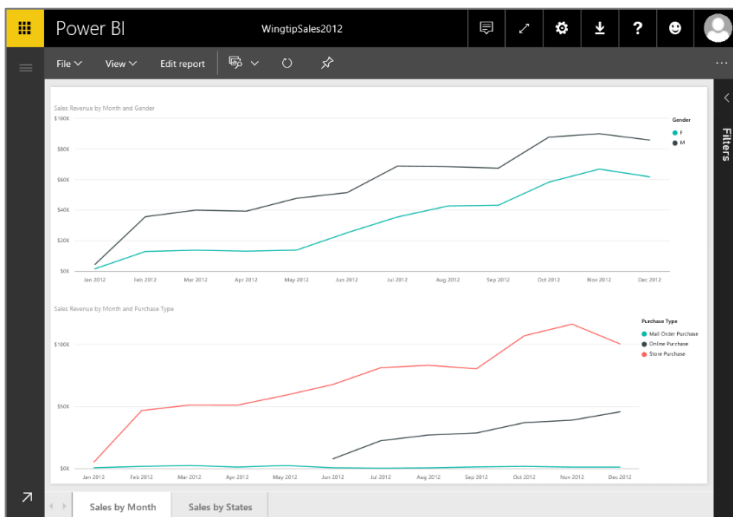 Power BI
WingtipSales2012
?
File View Edit report
...
Filters
Sales Revenue by Month and Gender
Gender
F
M
$100K
$80K
$60K
$40K
$20K
$0K
Jan 2012 Feb 2012 Mar 2012 Apr 2012 May 2012 Jun 2012 Jul 2012 Aug 2012 Sep 2012 Oct 2012 Nov 2012 Dec 2012
Sales Revenue by Month and Purchase Type
Purchase Type
Mail Order Purchase
Online Purchase
Store Purchase
$100K
$50K
$0K
Jan 2012 Feb 2012 Mar 2012 Apr 2012 May 2012 Jun 2012 Jul 2012 Aug 2012 Sep 2012 Oct 2012 Nov 2012 Dec 2012
Sales by Month Sales by States